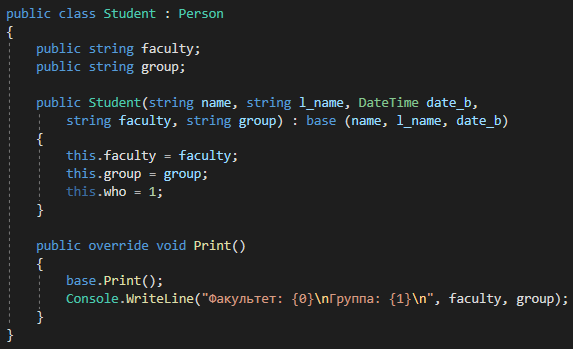 public class Student : Person
{
public string faculty;
public string group;
public Student(string name, string l_name, DateTime date_b,
string faculty, string group) : base (name, l_name, date_b)
{
this.faculty = faculty;
this.group = group;
this.who = 1;
}
public override void Print()
{
base.Print();
Console.WriteLine("Факультет: {0}\nГруппа: {1}\n", faculty, group);
}
}